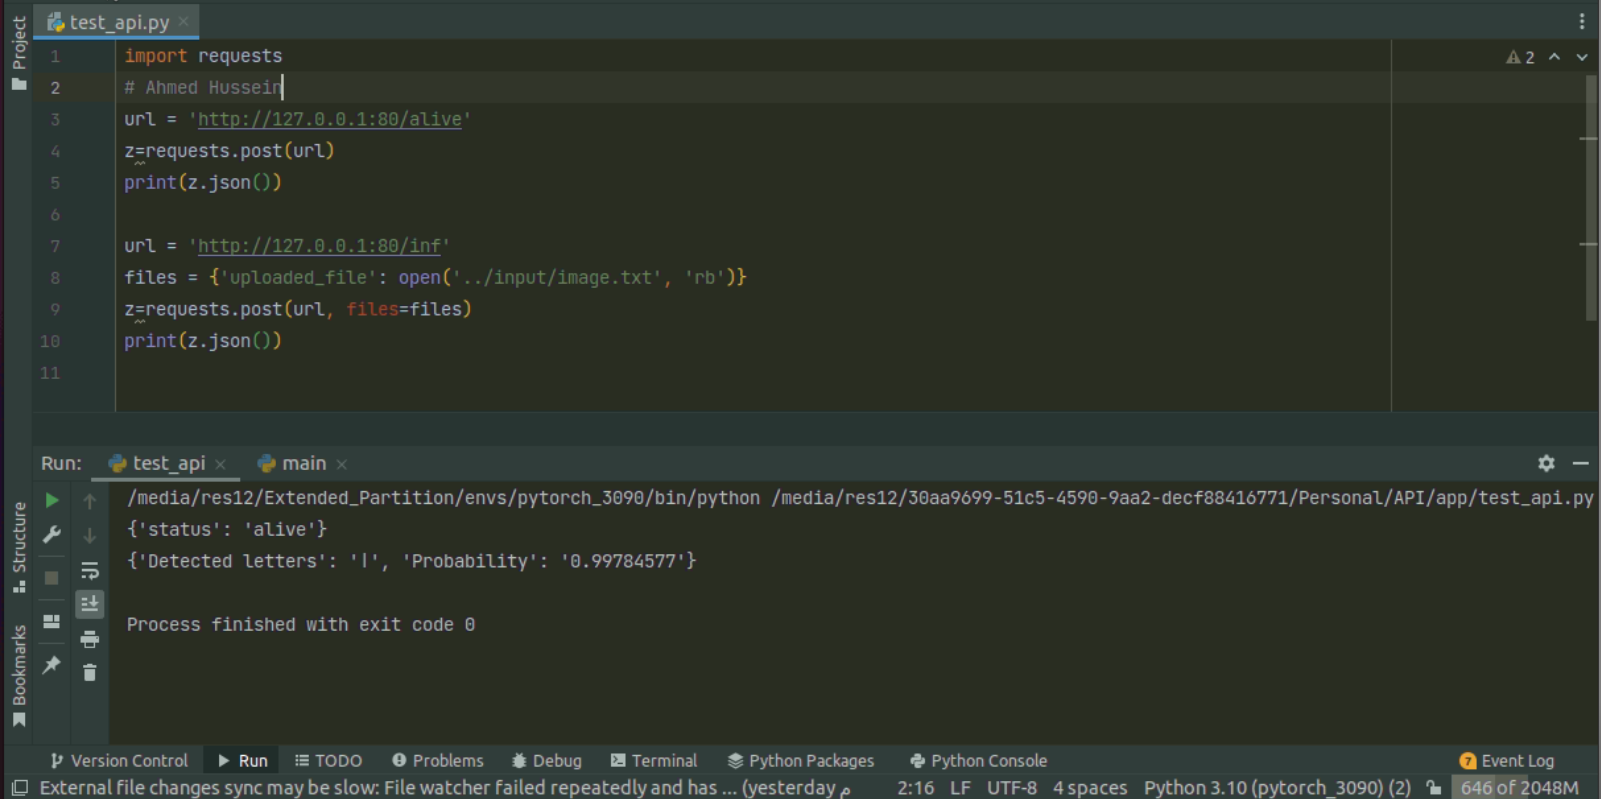 Project
test_api.py
1 import requests
2 # Ahmed Hussein
3 url = 'http://127.0.0.1:80/alive'
4 z=requests.post(url)
5 print(z.json())
6
7 url = 'http://127.0.0.1:80/inf'
8 files = {'uploaded_file': open('../input/image.txt', 'rb')}
9 z=requests.post(url, files=files)
10 print(z.json())
11
2
Run: test_api main
/media/res12/Extended_Partition/envs/pytorch_3090/bin/python /media/res12/30aa9699-51c5-4590-9aa2-decf88416771/Personal/API/app/test_api.py
{'status': 'alive'}
{'Detected letters': 'ا', 'Probability': '0.99784577'}
Process finished with exit code 0
Structure
Bookmarks
Version Control Run TODO Problems Debug Terminal Python Packages Python Console 7 Event Log
External file changes sync may be slow: File watcher failed repeatedly and has ... (yesterday م 2:16 LF UTF-8 4 spaces Python 3.10 (pytorch_3090) (2) 646 of 2048M